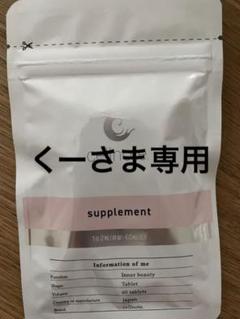 くーさま専用
supplement
Information of me
Function
Inner beauty
Shape
Tablet
Volume
60 tablets
Country of manufacture
Japan
Brand